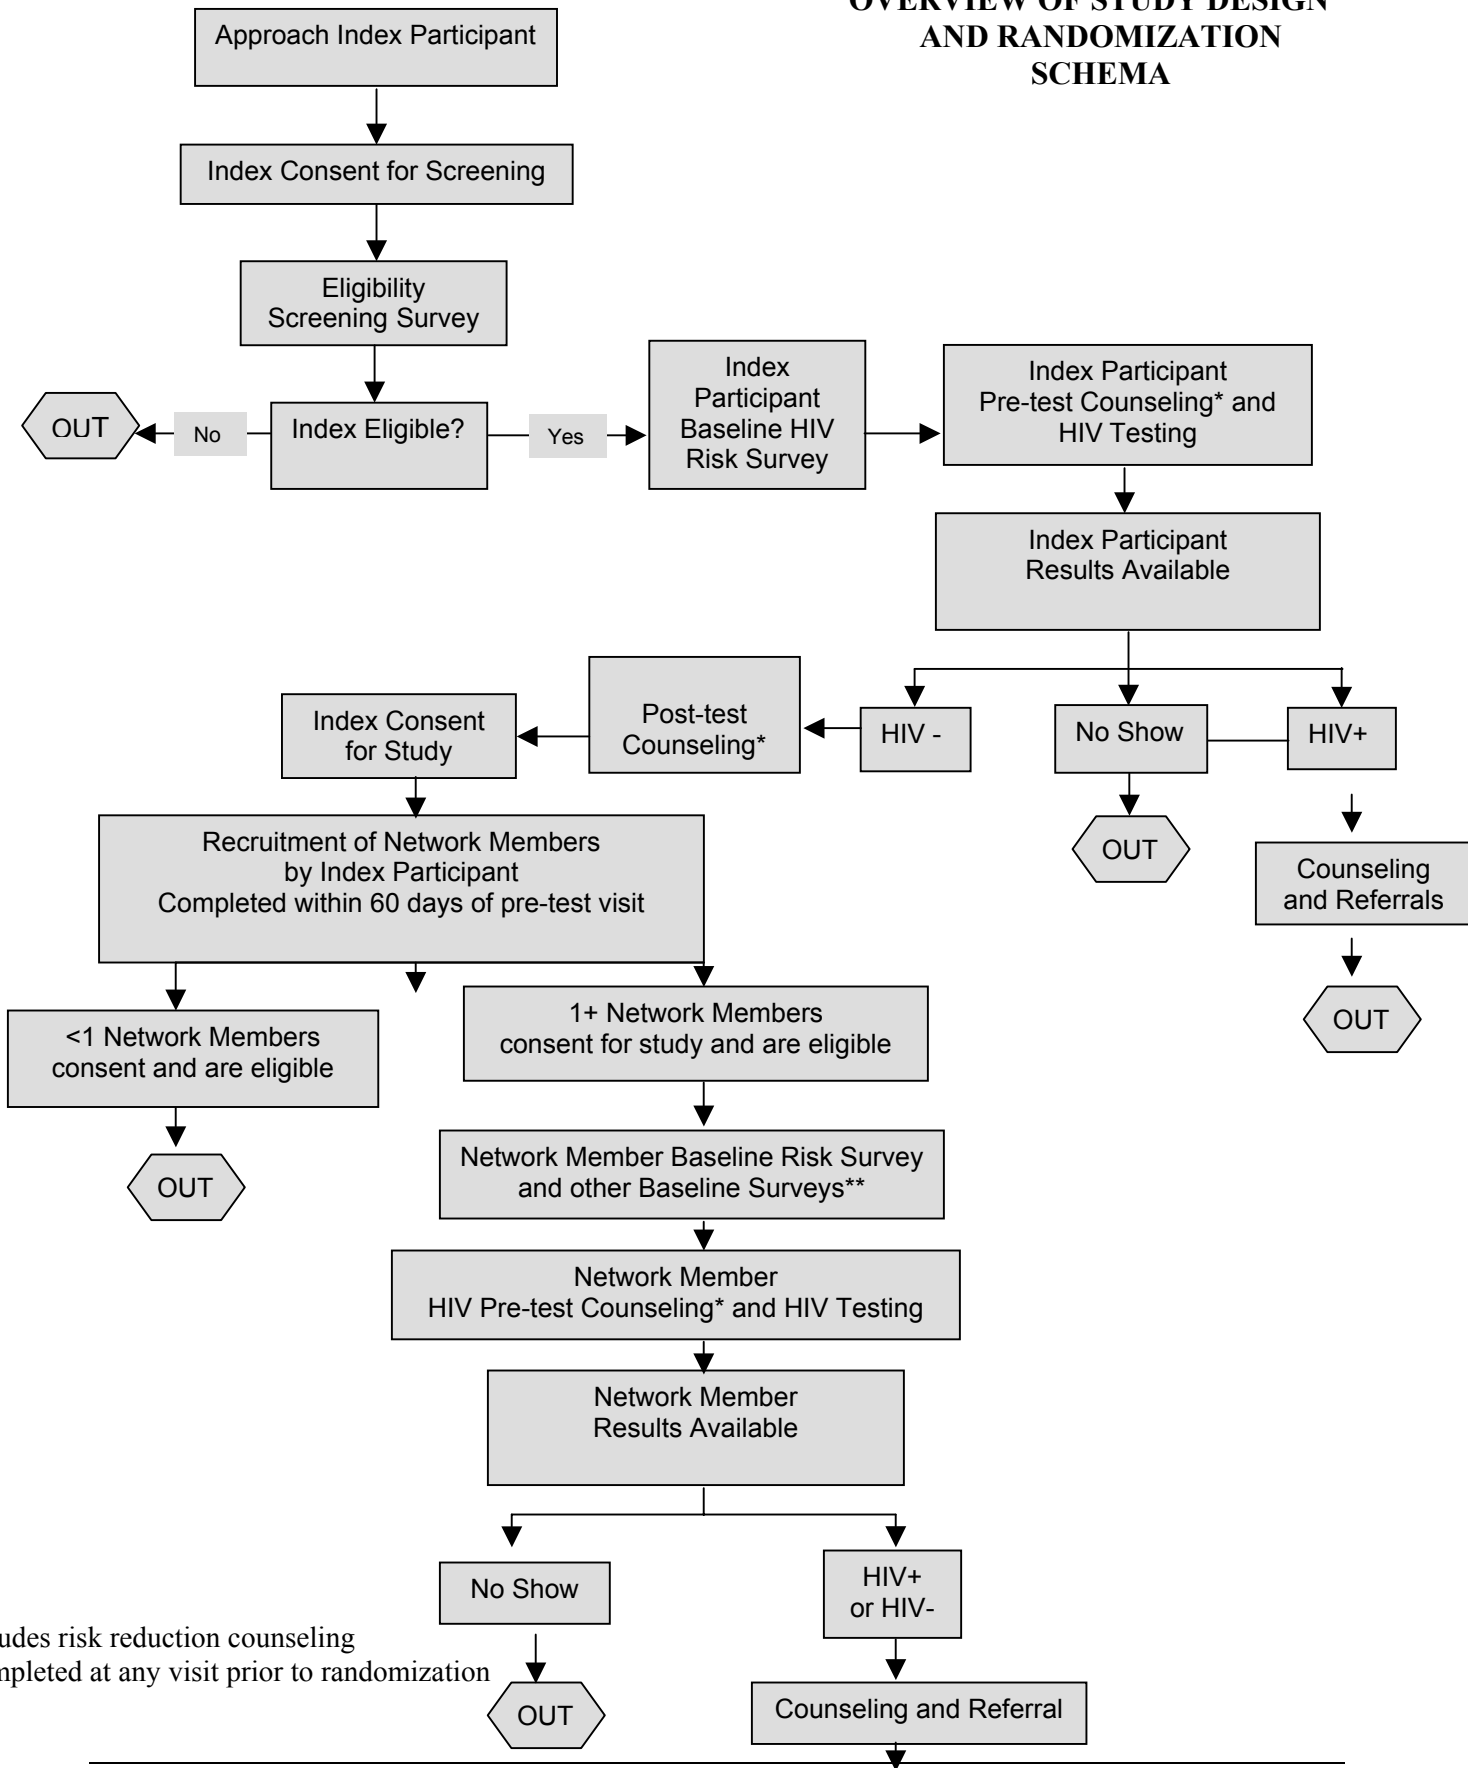 OVERVIEW OF STUDY DESIGN
AND RANDOMIZATION
SCHEMA
Approach Index Participant
Index Consent for Screening
Eligibility
Screening Survey
Index Eligible?
No
OUT
Yes
Index
Participant
Baseline HIV
Risk Survey
Index Participant
Pre-test Counseling* and
HIV Testing
Index Participant
Results Available
HIV -
No Show
HIV+
Post-test
Counseling*
Index Consent
for Study
OUT
Counseling
and Referrals
OUT
Recruitment of Network Members
by Index Participant
Completed within 60 days of pre-test visit
<1 Network Members
consent and are eligible
OUT
1+ Network Members
consent for study and are eligible
Network Member Baseline Risk Survey
and other Baseline Surveys**
Network Member
HIV Pre-test Counseling* and HIV Testing
Network Member
Results Available
No Show
HIV+
or HIV-
OUT
Counseling and Referral
udes risk reduction counseling
mpleted at any visit prior to randomization